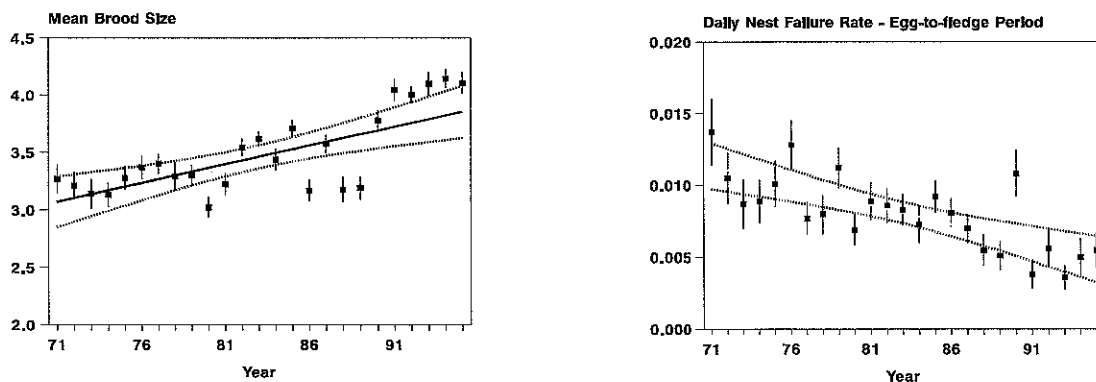 Mean Brood Size
4.5
4.0
3.5
3.0
2.5
2.0
71 76 81 86 91
Year
Daily Nest Failure Rate - Egg-to-fledge Period
0.020
0.015
0.010
0.005
0.000
71 76 81 86 91
Year